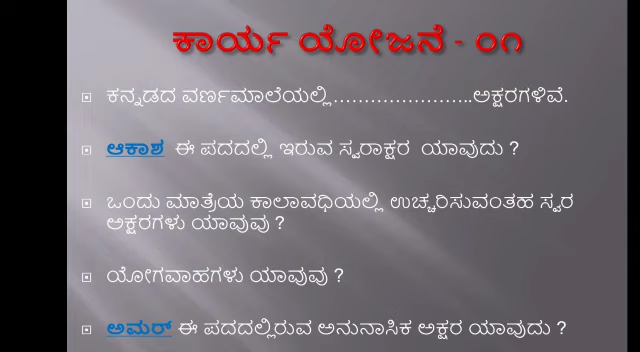 ಕಾರ್ಯ ಯೋಜನೆ - ೦೧
ಕನ್ನಡದ ವರ್ಣಮಾಲೆಯಲ್ಲಿ……………………..ಅಕ್ಷರಗಳಿವೆ.
ಆಕಾಶ ಈ ಪದದಲ್ಲಿ ಇರುವ ಸ್ವರಾಕ್ಷರ ಯಾವುದು ?
ಒಂದು ಮಾತ್ರೆಯ ಕಾಲಾವಧಿಯಲ್ಲಿ ಉಚ್ಚರಿಸುವಂತಹ ಸ್ವರ
ಅಕ್ಷರಗಳು ಯಾವುವು ?
ಯೋಗವಾಹಗಳು ಯಾವುವು ?
ಅಮರ್ ಈ ಪದದಲ್ಲಿರುವ ಅನುನಾಸಿಕ ಅಕ್ಷರ ಯಾವುದು ?